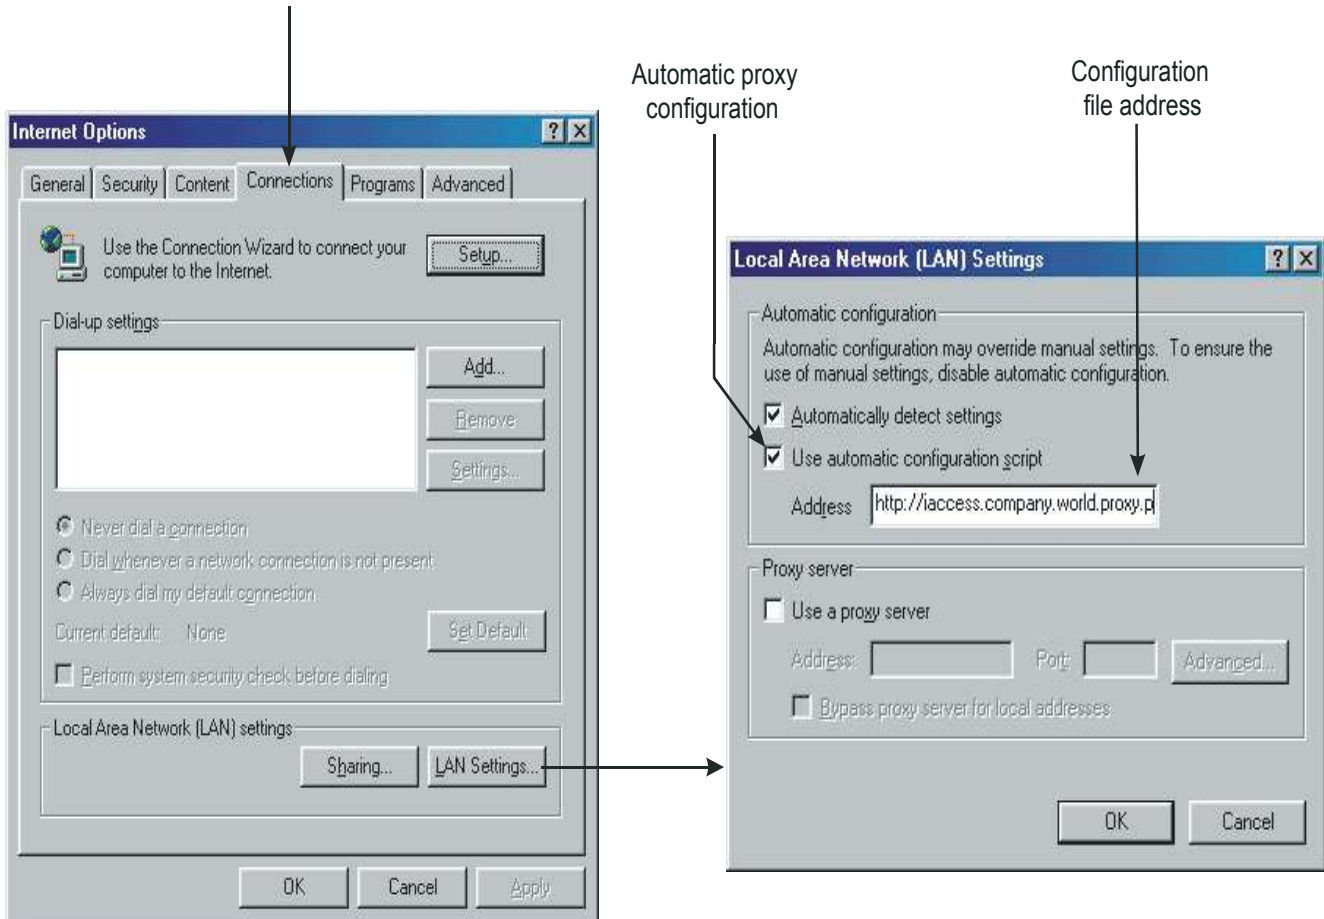 Automatic proxy
configuration
Configuration
file address
Internet Options
General Security Content Connections Programs Advanced
Use the Connection Wizard to connect your
computer to the Internet.
Setup...
Dial-up settings
Add...
Remove
Settings...
Never dial a connection
Dial whenever a network connection is not present
Always dial my default connection
Current default: None
Set Default
Perform system security check before dialing
Local Area Network (LAN) settings
Sharing... LAN Settings...
OK Cancel Apply
Local Area Network (LAN) Settings
Automatic configuration
Automatic configuration may override manual settings. To ensure the
use of manual settings, disable automatic configuration.
Automatically detect settings
Use automatic configuration script
Address http://iaccess.company.world.proxy.p
Proxy server
Use a proxy server
Address: Port: Advanced...
Bypass proxy server for local addresses
OK Cancel